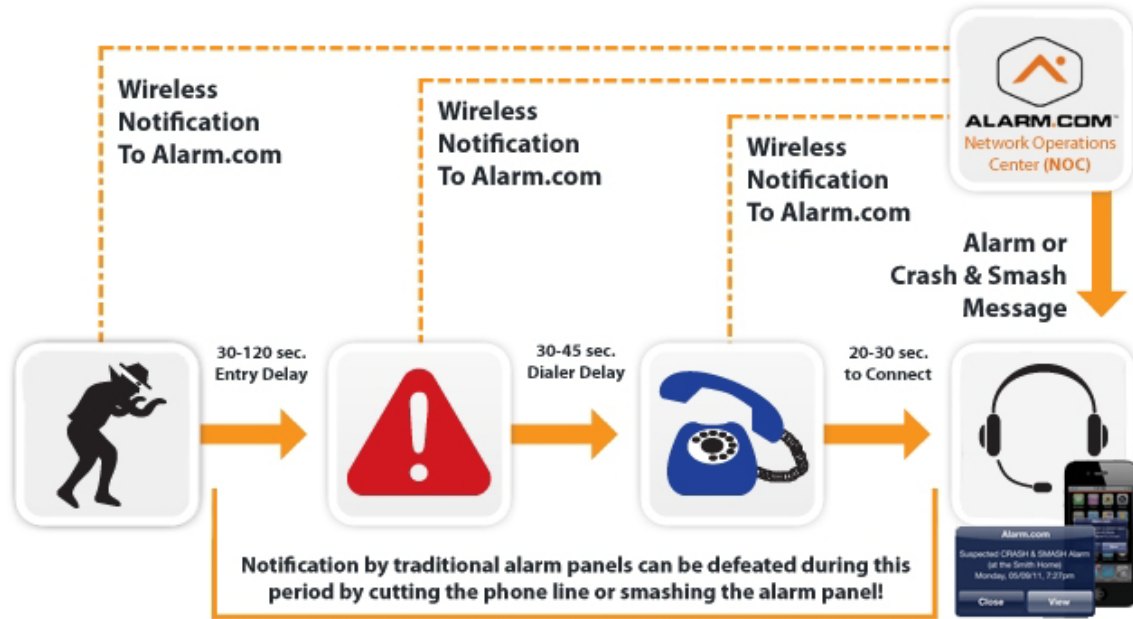 Wireless
Notification
To Alarm.com
Wireless
Notification
To Alarm.com
Wireless
Notification
To Alarm.com
ALARM.COM™
Network Operations
Center (NOC)
Alarm or
Crash & Smash
Message
30-120 sec.
Entry Delay
30-45 sec.
Dialer Delay
20-30 sec.
to Connect
Notification by traditional alarm panels can be defeated during this
period by cutting the phone line or smashing the alarm panel!
Alarm.com
Suspected CRASH & SMASH Alarm
(at the Smith Home)
Monday, 05/09/11, 7:27pm
Close
View